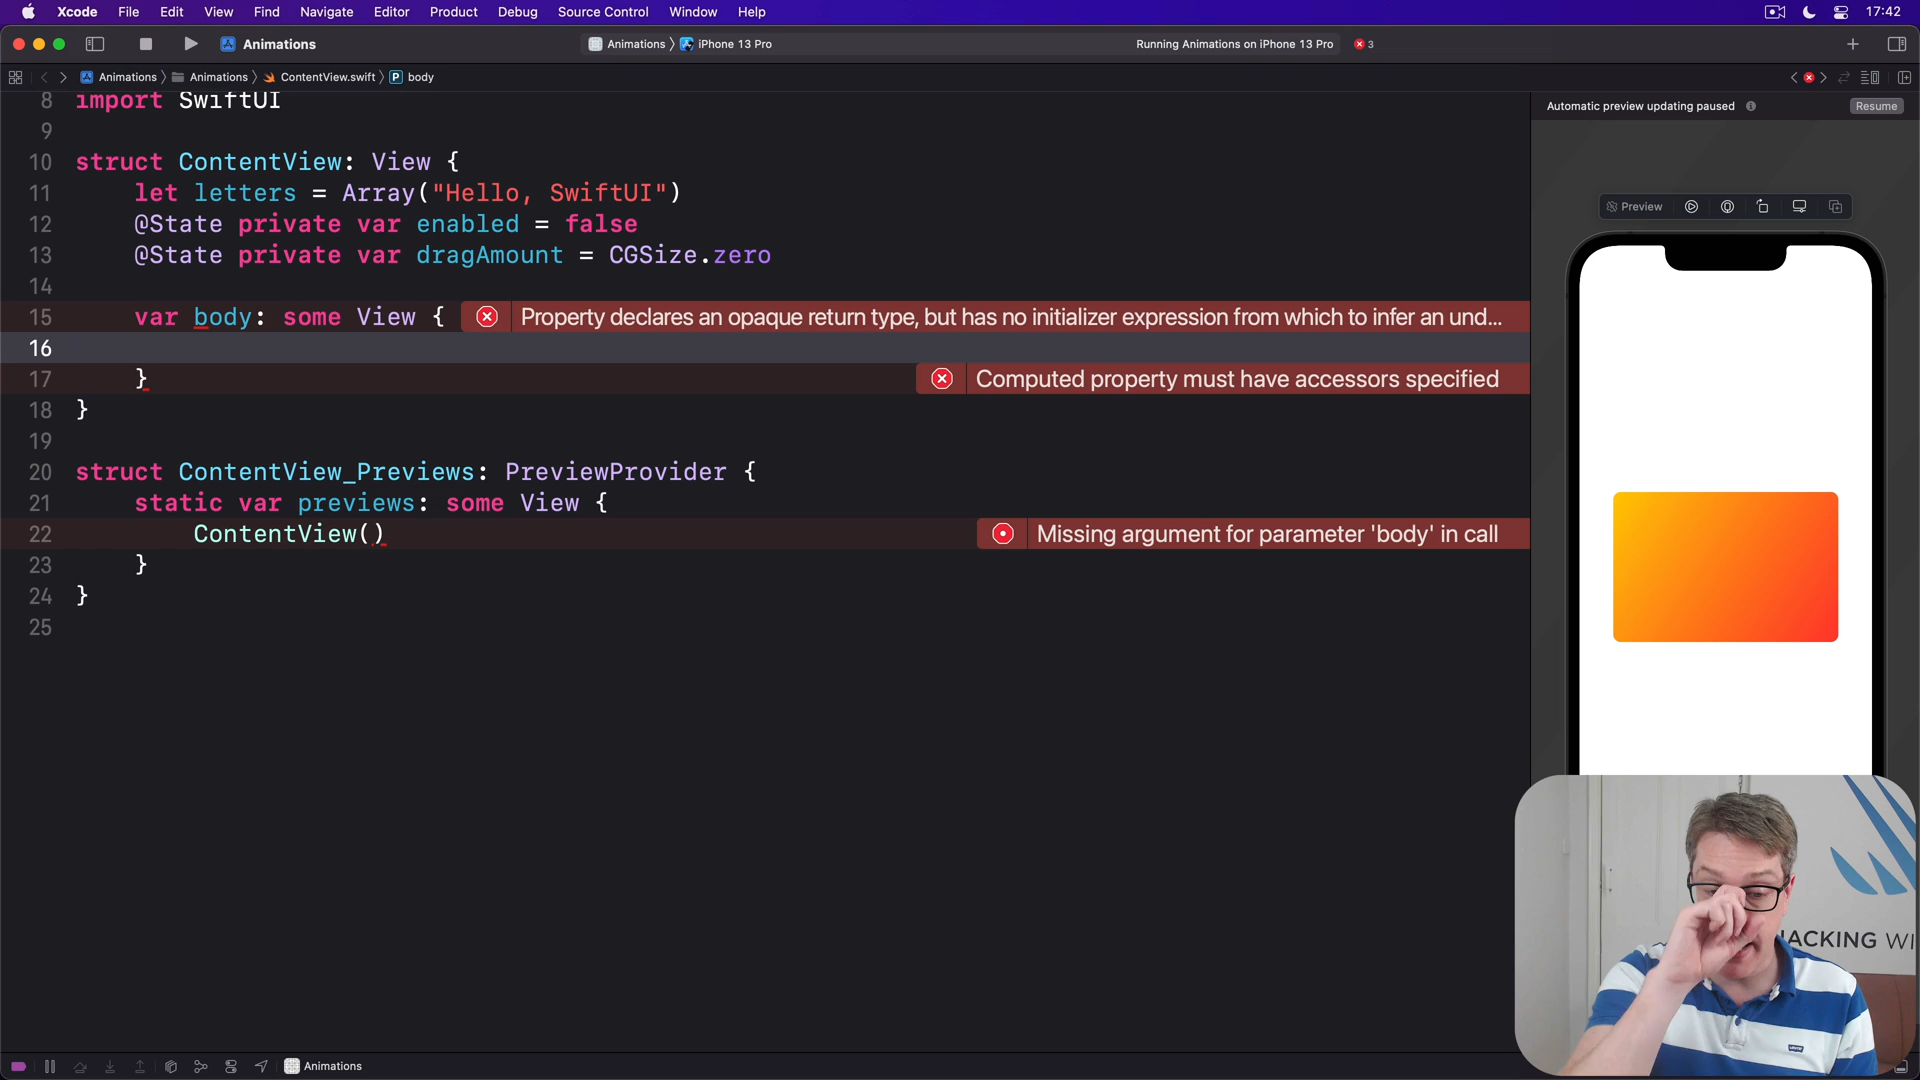 Xcode File Edit View Find Navigate Editor Product Debug Source Control Window Help 17:42
Animations Animations 〉 iPhone 13 Pro Running Animations on iPhone 13 Pro 3
Animations 〉 Animations 〉 ContentView.swift 〉 P body
Automatic preview updating paused Resume
8 import SwiftUI
9
10 struct ContentView: View {
11 let letters = Array("Hello, SwiftUI")
12 @State private var enabled = false
13 @State private var dragAmount = CGSize.zero
14
15 var body: some View { Property declares an opaque return type, but has no initializer expression from which to infer an und...
16
17 } Computed property must have accessors specified
18 }
19
20 struct ContentView_Previews: PreviewProvider {
21 static var previews: some View {
22 ContentView() Missing argument for parameter 'body' in call
23 }
24 }
25
Preview
HACKING WI
Animations